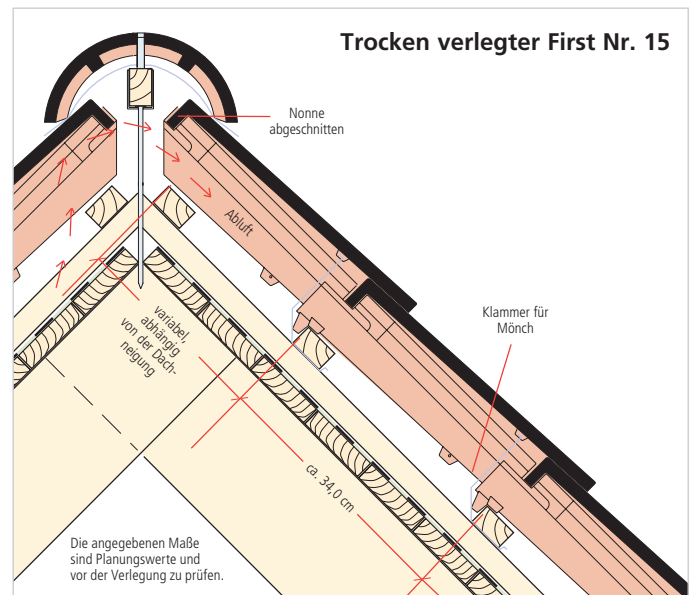 Trocken verlegter First Nr. 15
Nonne
abgeschnitten
Abluft
Klammer für
Mönch
variabel,
abhängig
von der Dach-
neigung
ca. 34,0 cm
Die angegebenen Maße
sind Planungswerte und
vor der Verlegung zu prüfen.